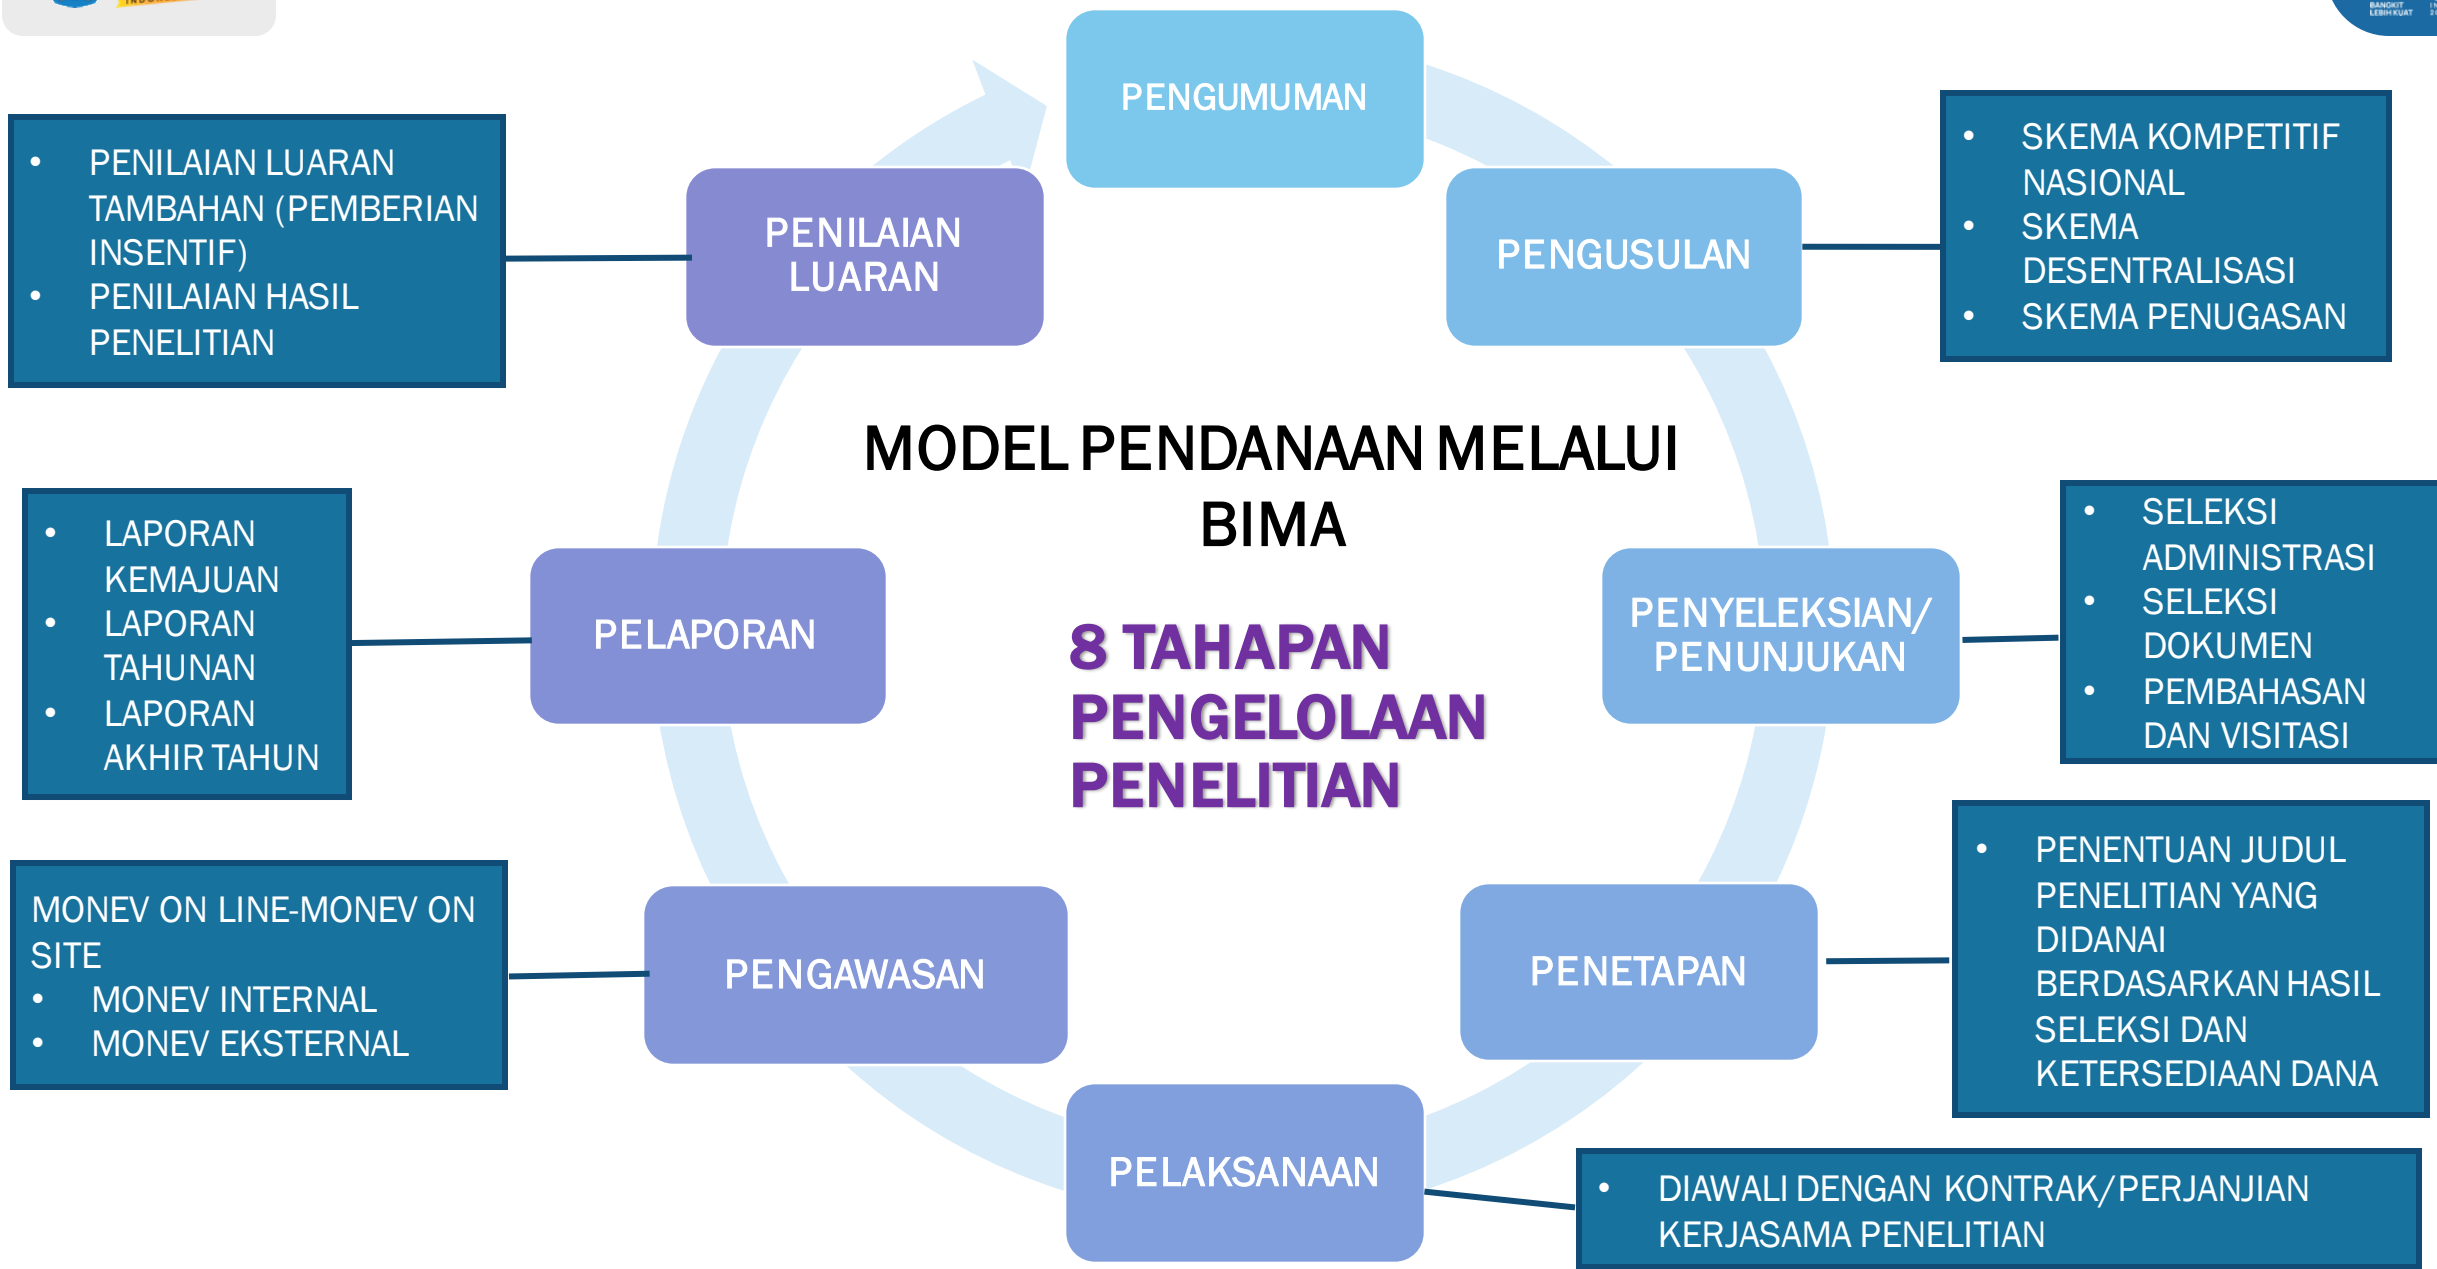 BANGKIT
LEBIH KUAT
PENGUMUMAN
PENGUSULAN
• SKEMA KOMPETITIF
NASIONAL
• SKEMA
DESENTRALISASI
• SKEMA PENUGASAN
PENYELEKSIAN/
PENUNJUKAN
• SELEKSI
ADMINISTRASI
• SELEKSI
DOKUMEN
• PEMBAHASAN
DAN VISITASI
PENETAPAN
• PENENTUAN JUDUL
PENELITIAN YANG
DIDANAI
BERDASARKAN HASIL
SELEKSI DAN
KETERSEDIAAN DANA
PELAKSANAAN
• DIAWALI DENGAN KONTRAK/PERJANJIAN
KERJASAMA PENELITIAN
PENGAWASAN
MONEV ON LINE-MONEV ON
SITE
• MONEV INTERNAL
• MONEV EKSTERNAL
PELAPORAN
• LAPORAN
KEMAJUAN
• LAPORAN
TAHUNAN
• LAPORAN
AKHIR TAHUN
PENILAIAN
LUARAN
• PENILAIAN LUARAN
TAMBAHAN (PEMBERIAN
INSENTIF)
• PENILAIAN HASIL
PENELITIAN
MODEL PENDANAAN MELALUI
BIMA
8 TAHAPAN
PENGELOLAAN
PENELITIAN